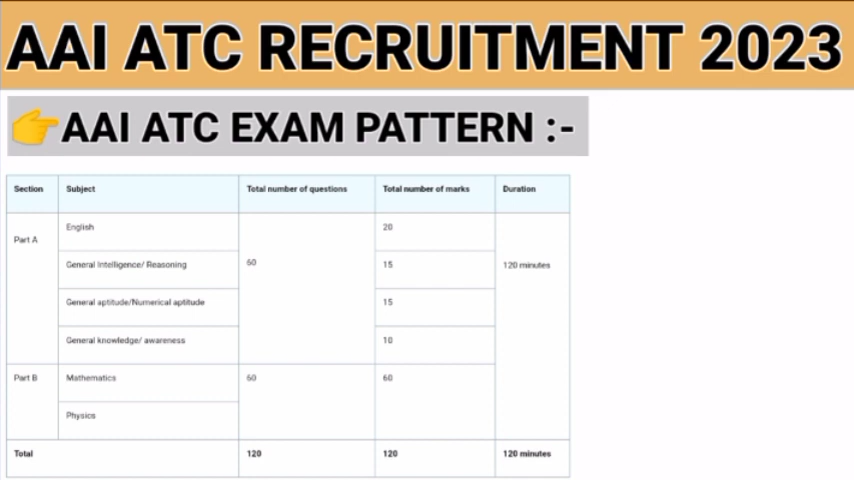 AAI ATC RECRUITMENT 2023
👉AAI ATC EXAM PATTERN :-
Section Subject Total number of questions Total number of marks Duration
Part A English 60 20 120 minutes
General Intelligence/ Reasoning 15
General aptitude/Numerical aptitude 15
General knowledge/ awareness 10
Part B Mathematics 60 60
Physics
Total 120 120 120 minutes